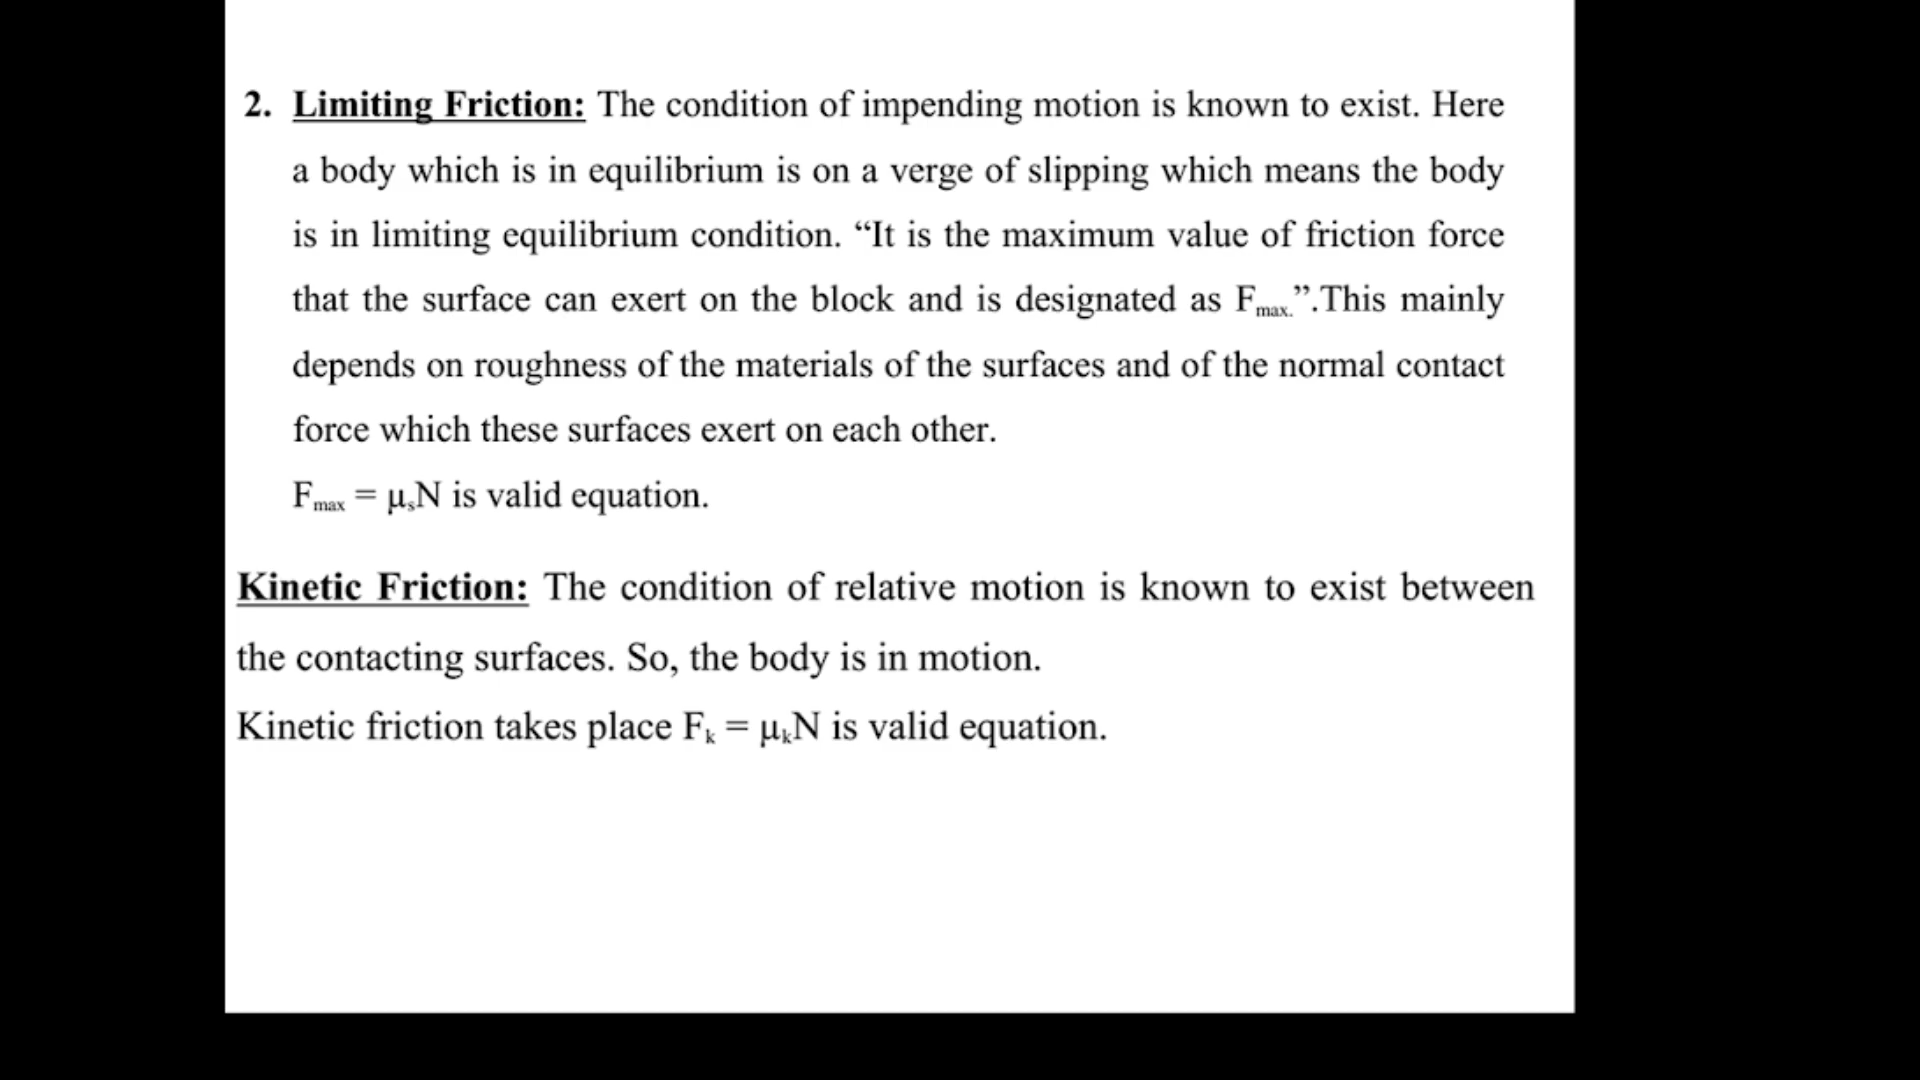 2. Limiting Friction: The condition of impending motion is known to exist. Here
a body which is in equilibrium is on a verge of slipping which means the body
is in limiting equilibrium condition. “It is the maximum value of friction force
that the surface can exert on the block and is designated as Fmax.”.This mainly
depends on roughness of the materials of the surfaces and of the normal contact
force which these surfaces exert on each other.
Fmax = μsN is valid equation.
Kinetic Friction: The condition of relative motion is known to exist between
the contacting surfaces. So, the body is in motion.
Kinetic friction takes place Fk = μkN is valid equation.